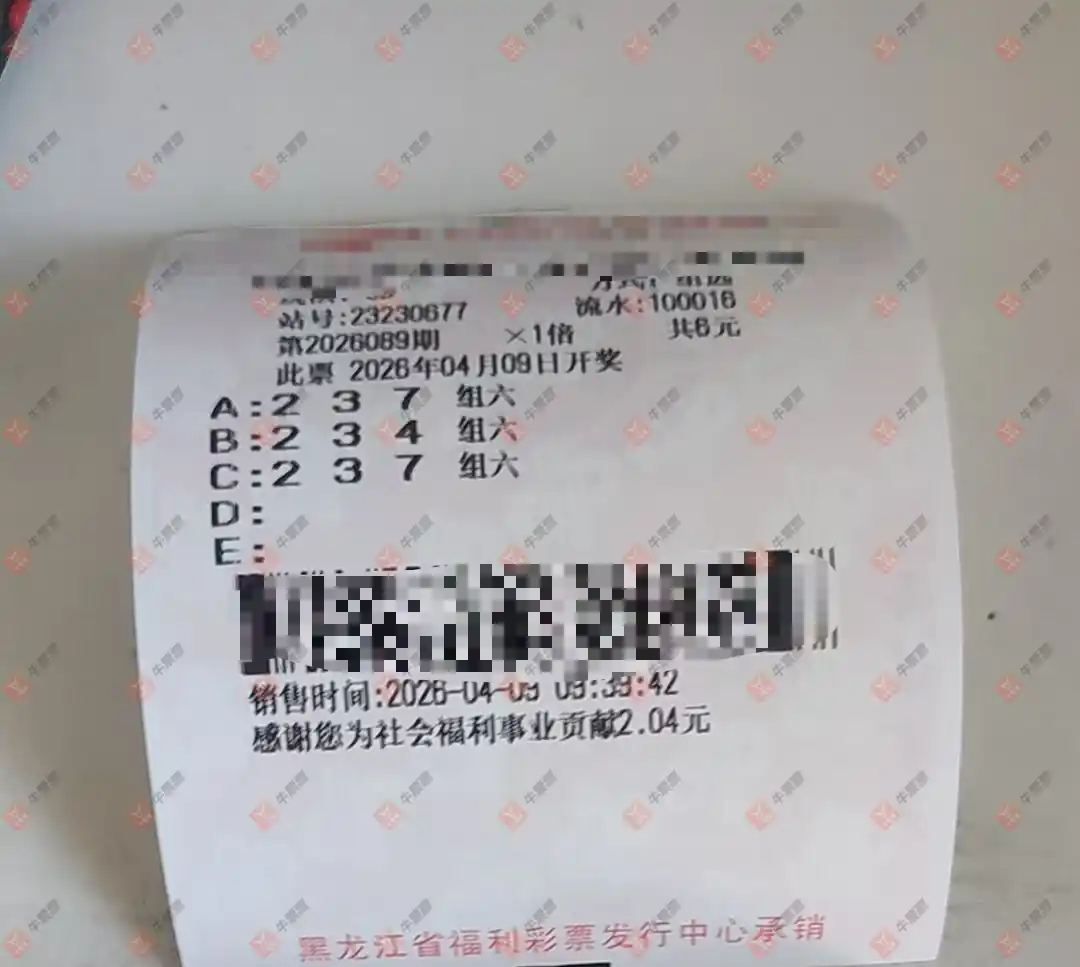 站号:23230677 流水:100016
第2026089期 ×1倍 共6元
此票 2026年04月09日开奖
A:2 3 7 组六
B:2 3 4 组六
C:2 3 7 组六
D:
E:
销售时间:2026-04-09 09:39:42
感谢您为社会福利事业贡献2.04元
黑龙江省福利彩票发行中心承销
牛票票